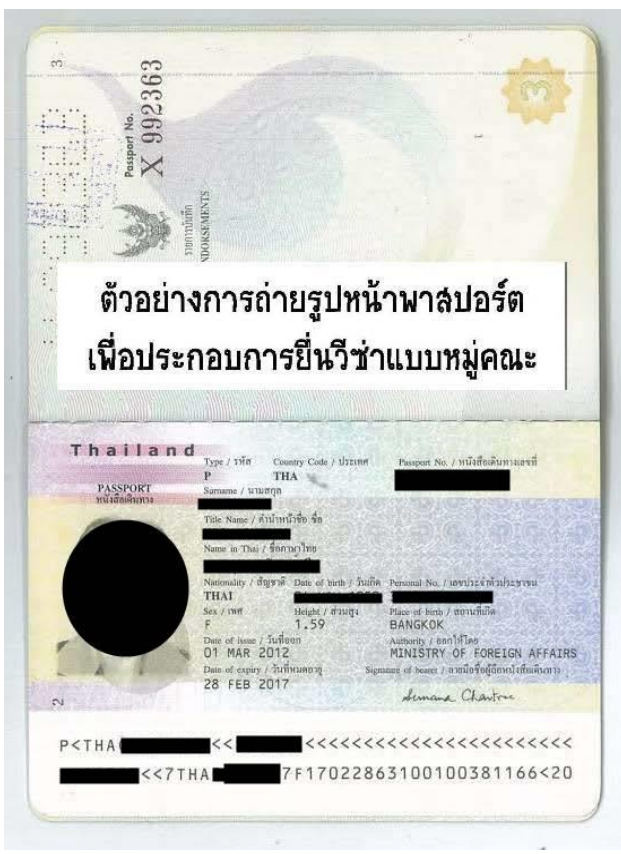 3
3
Passport No.
X 992363
รายการบันทึก
ENDORSEMENTS
ตัวอย่างการถ่ายรูปหน้าพาสปอร์ต
เพื่อประกอบการยื่นวีซ่าแบบหมู่คณะ
Thailand
PASSPORT
หนังสือเดินทาง
Type / รหัส Country Code / ประเทศ Passport No. / หนังสือเดินทางเลขที่
P THA
Surname / นามสกุล
Title Name / คำนำหน้าชื่อ ชื่อ
Name in Thai / ชื่อภาษาไทย
Nationality / สัญชาติ Date of birth / วันเกิด Personal No. / เลขประจำตัวประชาชน
THAI
Sex / เพศ Height / ส่วนสูง Place of birth / สถานที่เกิด
F 1.59 BANGKOK
Date of issue / วันที่ออก Authority / ออกให้โดย
01 MAR 2012 MINISTRY OF FOREIGN AFFAIRS
Date of expiry / วันที่หมดอายุ Signature of bearer / ลายมือชื่อผู้ถือหนังสือเดินทาง
28 FEB 2017
2
P<THA << <<<<<<<<<<<<<<<<<<<<<<<
<<7THA 7F17022863100100381166<20